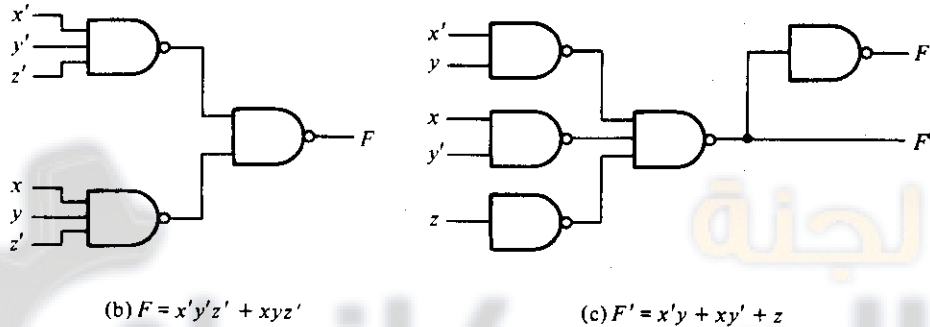 x'
y'
z'
F
x
y
z'
(b) F = x'y'z' + xyz'
x'
y
x
y'
z
F
F'
(c) F' = x'y + xy' + z
لجنة